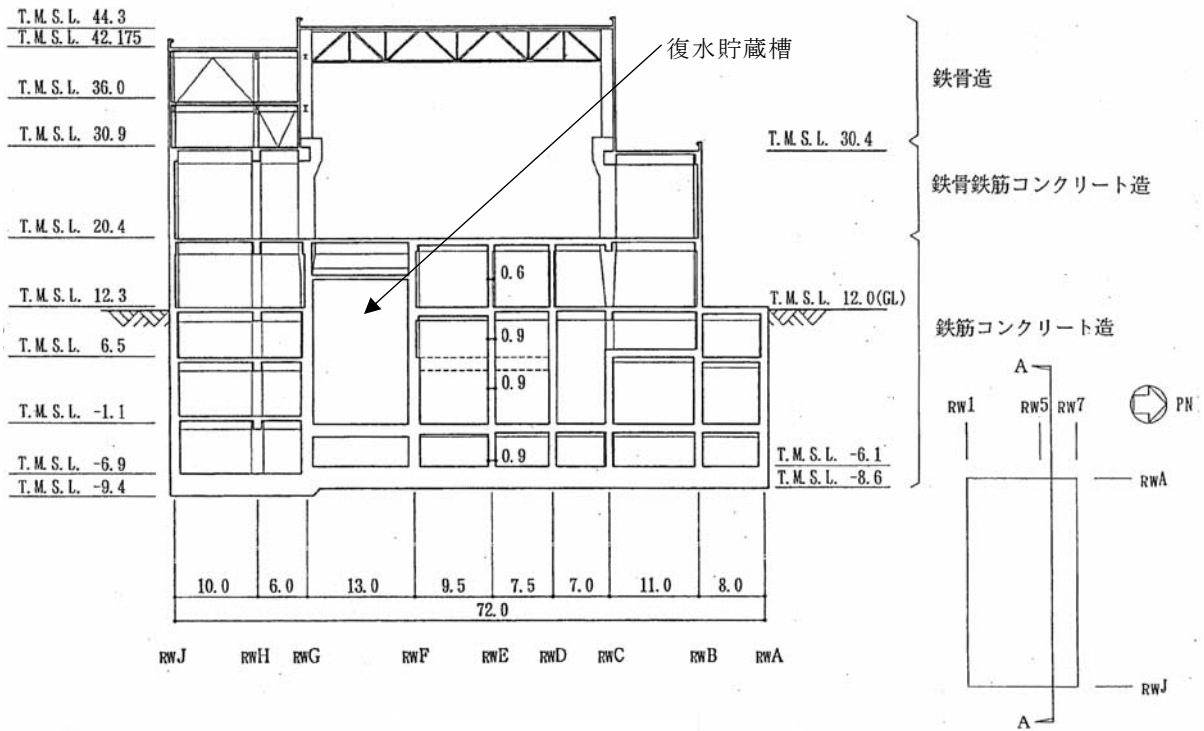 T.M.S.L. 44.3
T.M.S.L. 42.175
T.M.S.L. 36.0
T.M.S.L. 30.9
T.M.S.L. 20.4
T.M.S.L. 12.3
T.M.S.L. 6.5
T.M.S.L. -1.1
T.M.S.L. -6.9
T.M.S.L. -9.4
復水貯蔵槽
0.6
0.9
0.9
0.9
T.M.S.L. 30.4
T.M.S.L. 12.0(GL)
T.M.S.L. -6.1
T.M.S.L. -8.6
鉄骨造
鉄骨鉄筋コンクリート造
鉄筋コンクリート造
10.0 6.0 13.0 9.5 7.5 7.0 11.0 8.0
72.0
RWJ RWH RWG RWF RWE RWD RWC RWB RWA
A
RW1 RW5 RW7 PN
RWA
RWJ
A